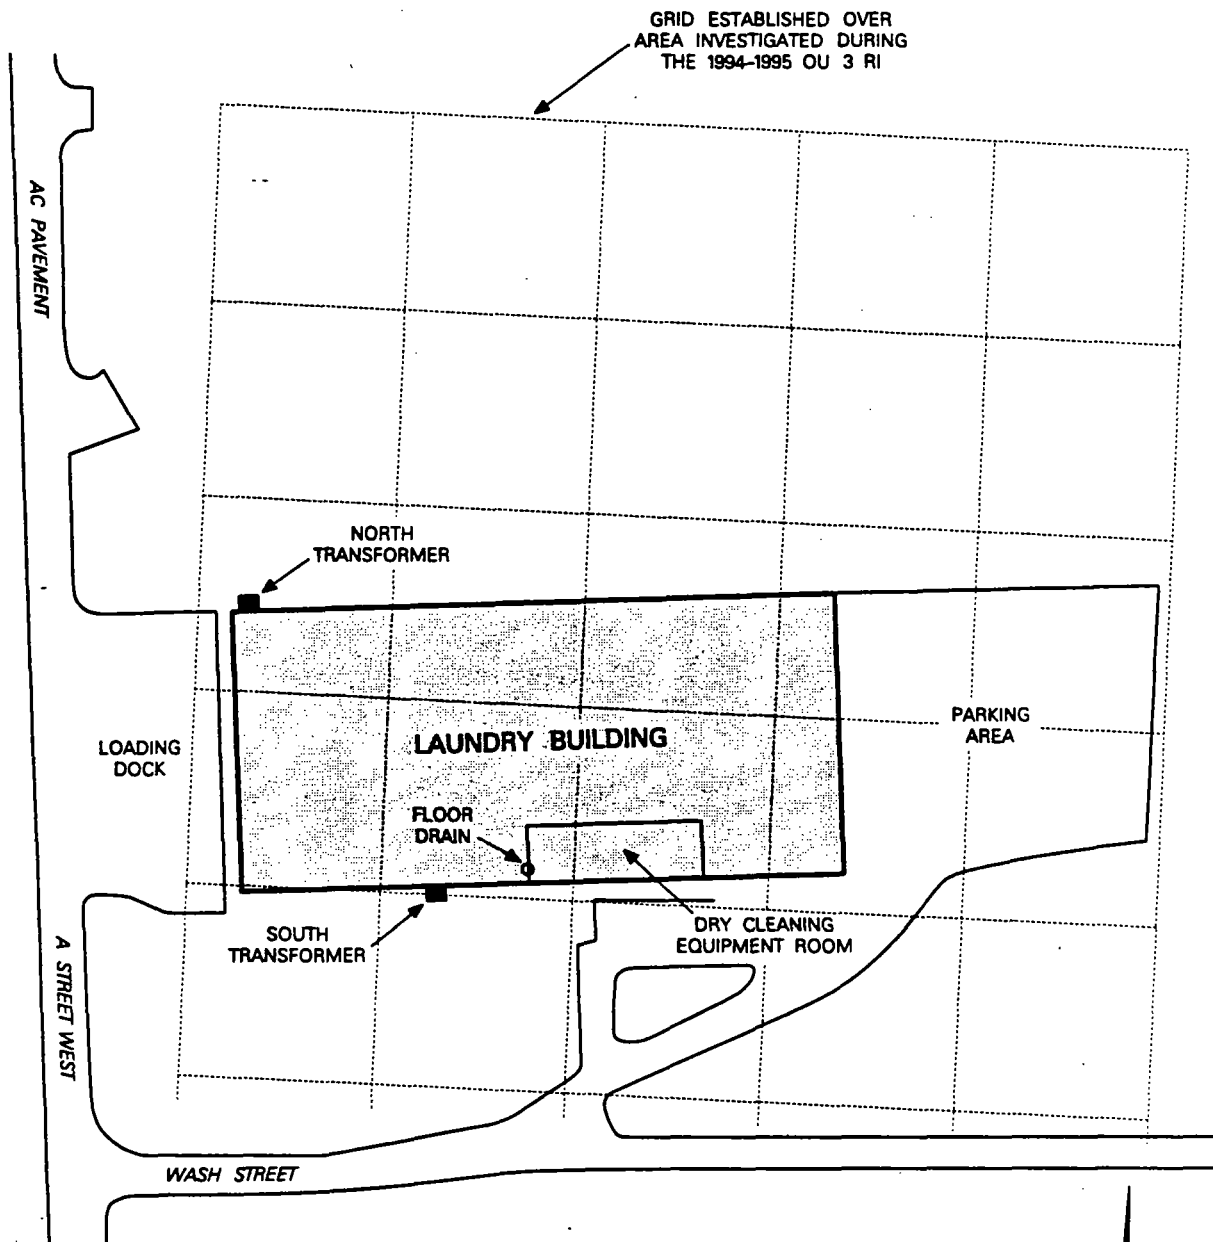 GRID ESTABLISHED OVER
AREA INVESTIGATED DURING
THE 1994-1995 OU 3 RI
AC PAVEMENT
NORTH
TRANSFORMER
LOADING
DOCK
LAUNDRY BUILDING
PARKING
AREA
FLOOR
DRAIN
SOUTH
TRANSFORMER
DRY CLEANING
EQUIPMENT ROOM
A STREET WEST
WASH STREET